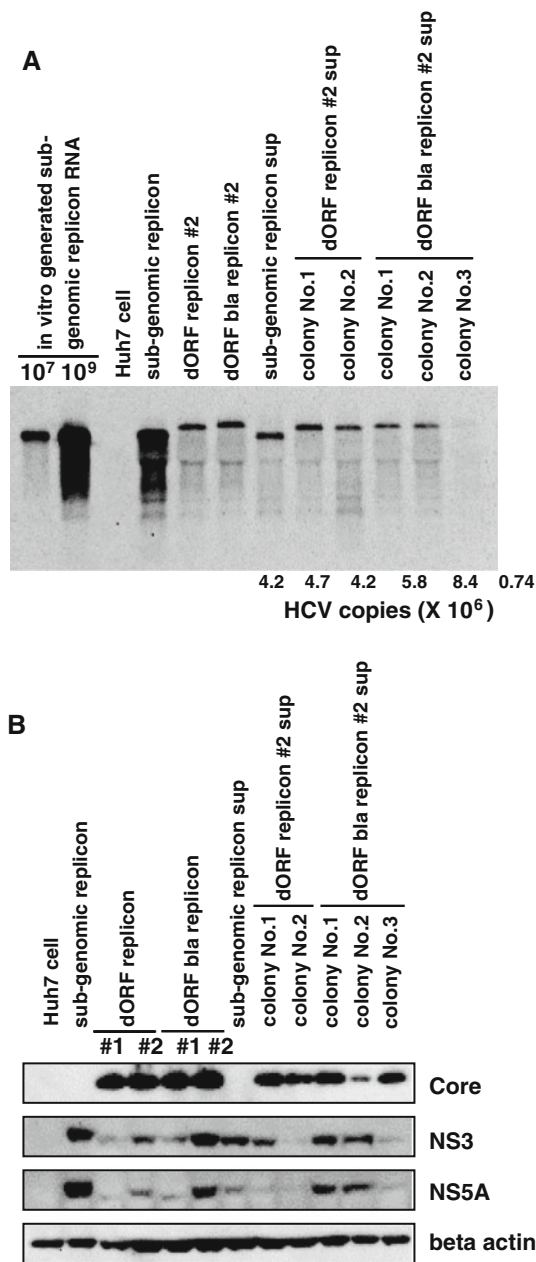 A
in vitro generated sub-
genomic replicon RNA
10⁷ 10⁹
Huh7 cell
sub-genomic replicon
dORF replicon #2
dORF bla replicon #2
sub-genomic replicon sup
dORF replicon #2 sup
colony No.1
colony No.2
dORF bla replicon #2 sup
colony No.1
colony No.2
colony No.3
4.2 4.7 4.2 5.8 8.4 0.74
HCV copies (X 10⁶)
B
Huh7 cell
sub-genomic replicon
dORF replicon
#1 #2
dORF bla replicon
#1 #2
sub-genomic replicon sup
dORF replicon #2 sup
colony No.1
colony No.2
dORF bla replicon #2 sup
colony No.1
colony No.2
colony No.3
Core
NS3
NS5A
beta actin